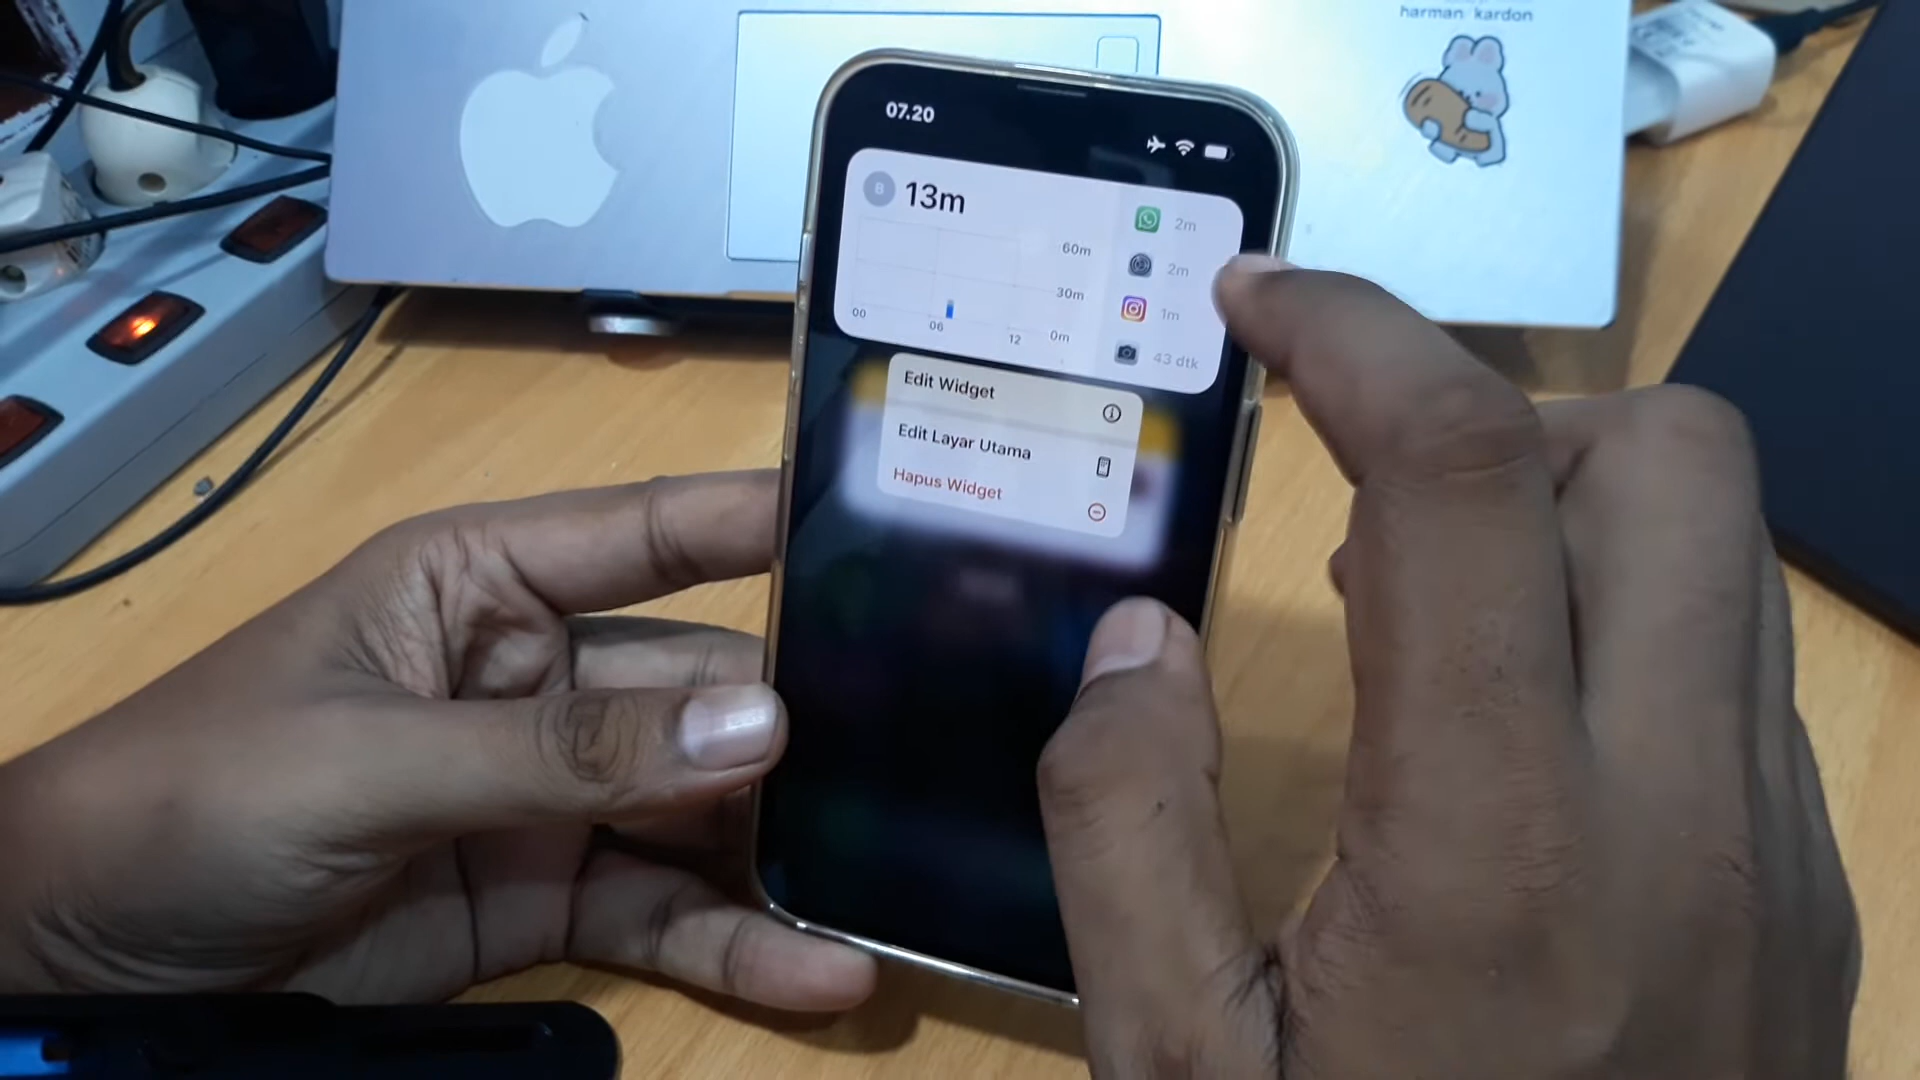 harman / kardon
07.20
B 13m
60m
30m
0m
00
06
12
2m
2m
1m
43 dtk
Edit Widget
Edit Layar Utama
Hapus Widget